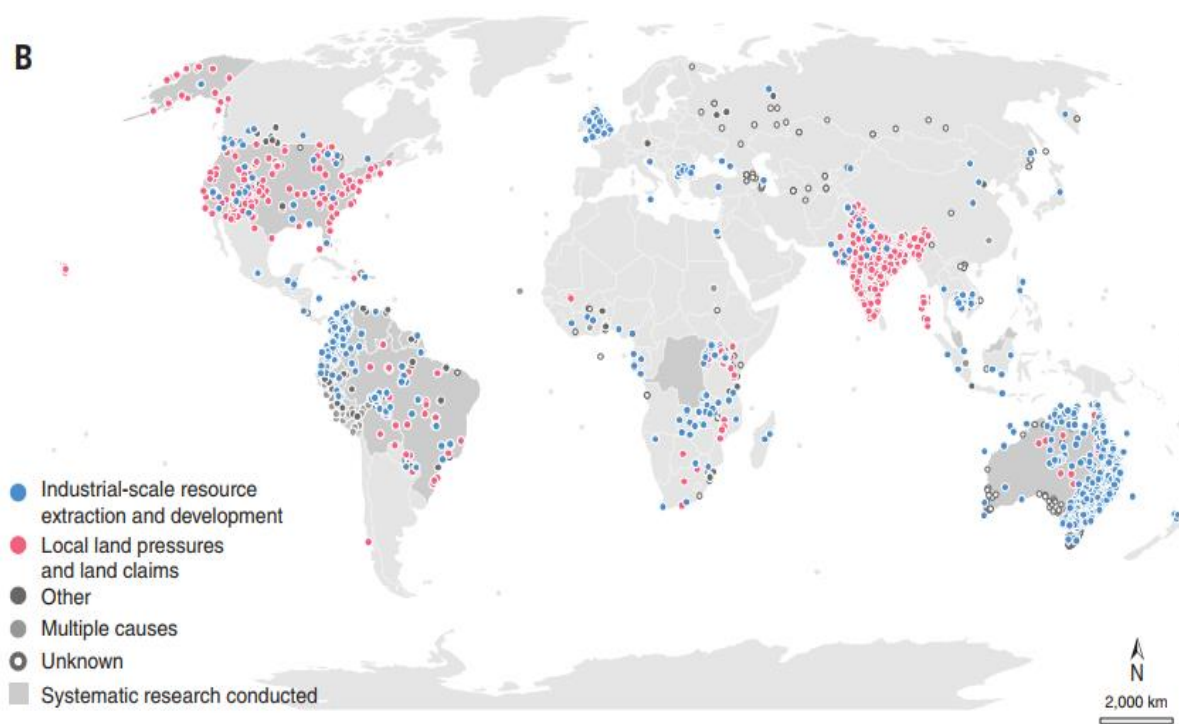 B
Industrial-scale resource
extraction and development
Local land pressures
and land claims
Other
Multiple causes
Unknown
Systematic research conducted
N
2,000 km